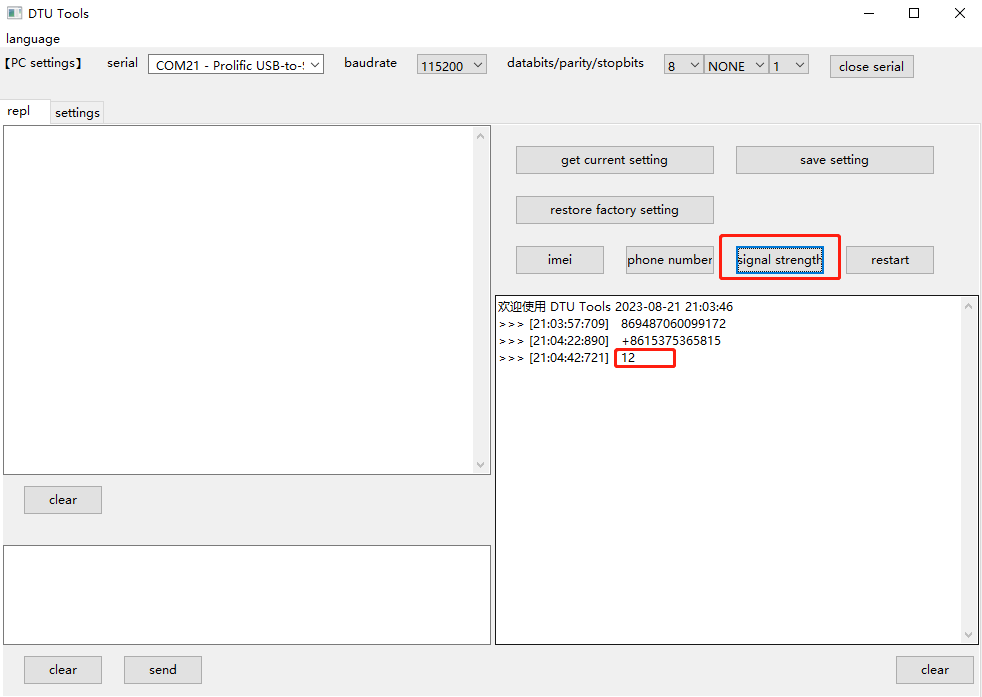 DTU Tools
language
【PC settings】 serial COM21 - Prolific USB-to-S baudrate 115200 databits/parity/stopbits 8 NONE 1 close serial
repl settings
get current setting save setting
restore factory setting
imei phone number signal strength restart
欢迎使用 DTU Tools 2023-08-21 21:03:46
>>> [21:03:57:709] 869487060099172
>>> [21:04:22:890] +8615375365815
>>> [21:04:42:721] 12
clear
clear send clear